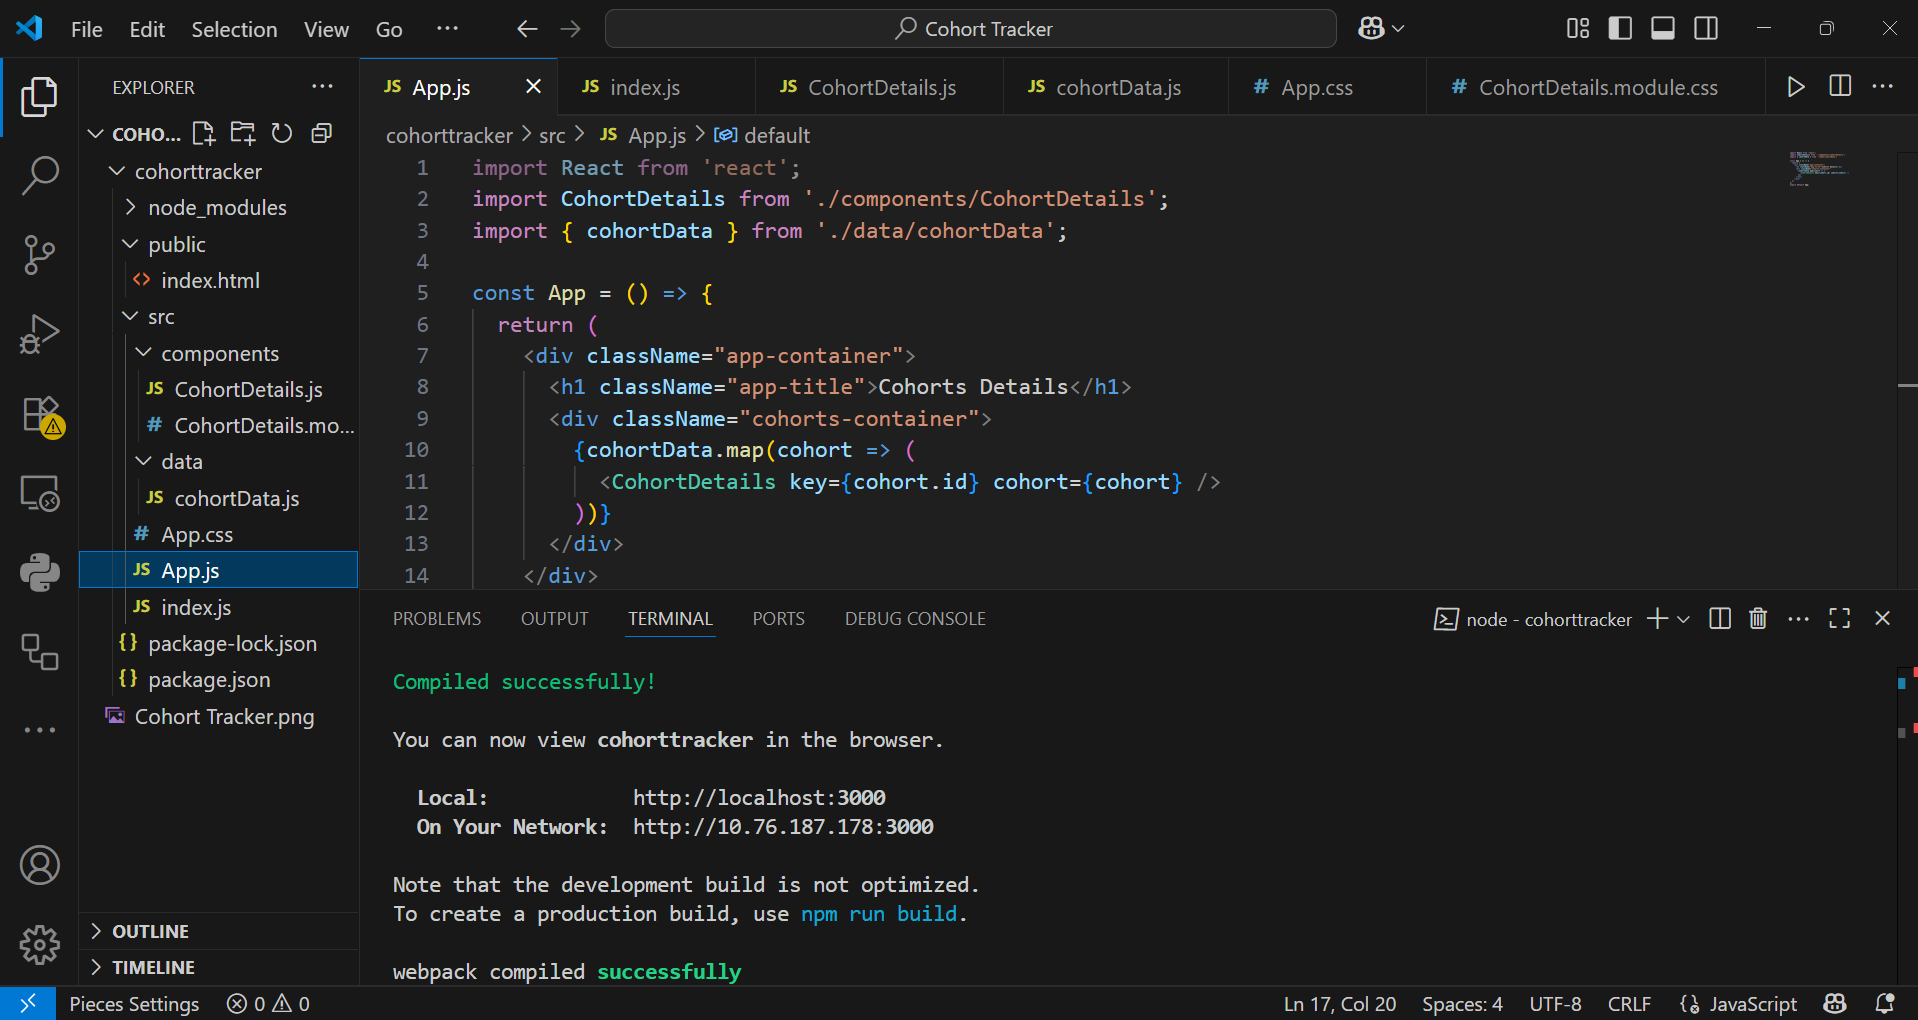 File Edit Selection View Go ··· Cohort Tracker
EXPLORER ···
COHO...
cohorttracker
node_modules
public
<> index.html
src
components
JS CohortDetails.js
# CohortDetails.mo...
data
JS cohortData.js
# App.css
JS App.js
JS index.js
{} package-lock.json
{} package.json
Cohort Tracker.png
OUTLINE
TIMELINE
JS App.js JS index.js JS CohortDetails.js JS cohortData.js # App.css # CohortDetails.module.css ···
cohorttracker > src > JS App.js > default
1 import React from 'react';
2 import CohortDetails from './components/CohortDetails';
3 import { cohortData } from './data/cohortData';
4
5 const App = () => {
6 return (
7 <div className="app-container">
8 <h1 className="app-title">Cohorts Details</h1>
9 <div className="cohorts-container">
10 {cohortData.map(cohort => (
11 <CohortDetails key={cohort.id} cohort={cohort} />
12 ))}
13 </div>
14 </div>
PROBLEMS OUTPUT TERMINAL PORTS DEBUG CONSOLE node - cohorttracker ···
Compiled successfully!
You can now view cohorttracker in the browser.
Local: http://localhost:3000
On Your Network: http://10.76.187.178:3000
Note that the development build is not optimized.
To create a production build, use npm run build.
webpack compiled successfully
Pieces Settings 0 0 Ln 17, Col 20 Spaces: 4 UTF-8 CRLF JavaScript